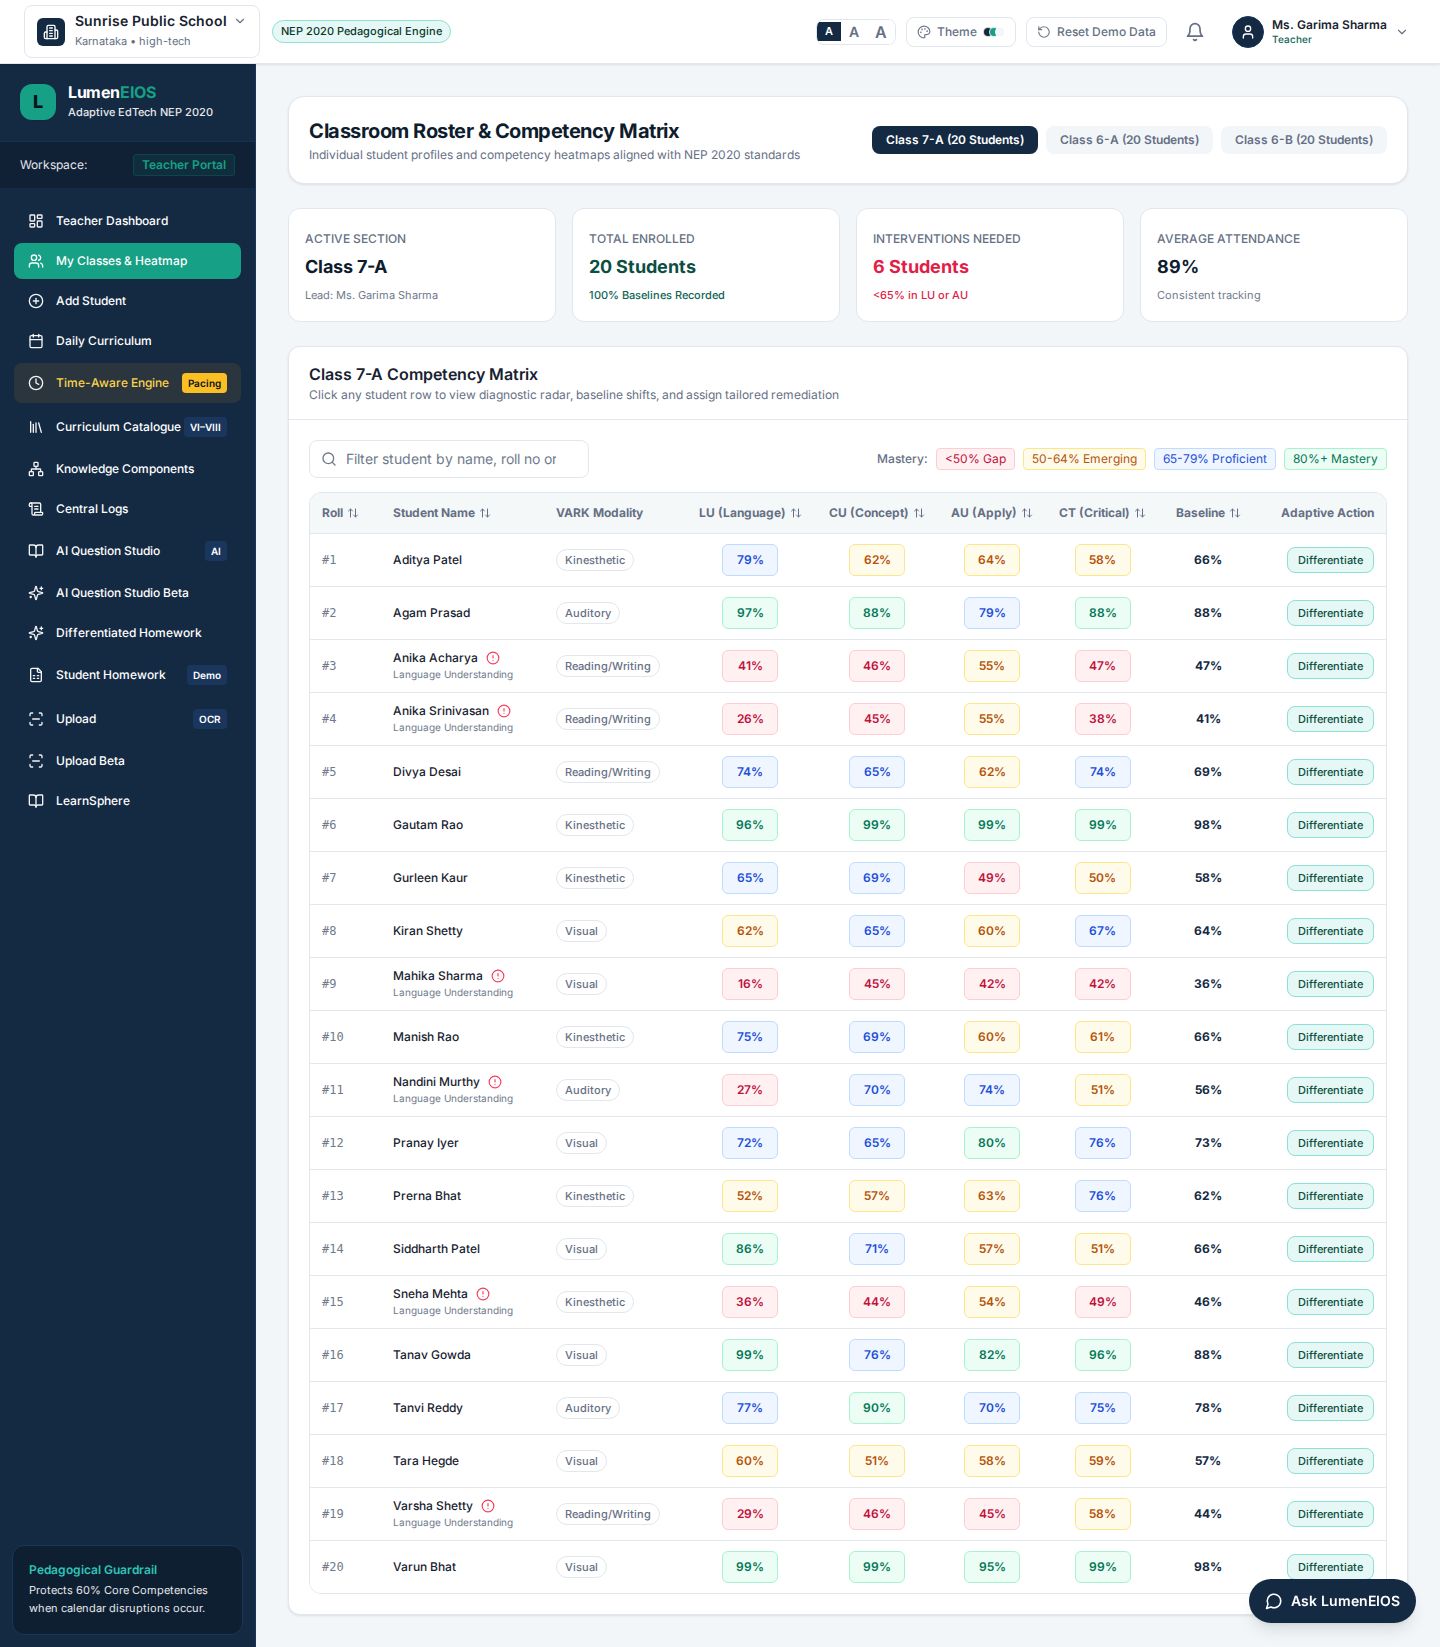 Sunrise Public School
Karnataka • high-tech
NEP 2020 Pedagogical Engine
A A A
Theme
Reset Demo Data
Ms. Garima Sharma
Teacher
L
LumenEIOS
Adaptive EdTech NEP 2020
Workspace: Teacher Portal
Teacher Dashboard
My Classes & Heatmap
Add Student
Daily Curriculum
Time-Aware Engine Pacing
Curriculum Catalogue VI–VIII
Knowledge Components
Central Logs
AI Question Studio AI
AI Question Studio Beta
Differentiated Homework
Student Homework Demo
Upload OCR
Upload Beta
LearnSphere
Pedagogical Guardrail
Protects 60% Core Competencies
when calendar disruptions occur.
Classroom Roster & Competency Matrix
Individual student profiles and competency heatmaps aligned with NEP 2020 standards
Class 7-A (20 Students) Class 6-A (20 Students) Class 6-B (20 Students)
ACTIVE SECTION
Class 7-A
Lead: Ms. Garima Sharma
TOTAL ENROLLED
20 Students
100% Baselines Recorded
INTERVENTIONS NEEDED
6 Students
<65% in LU or AU
AVERAGE ATTENDANCE
89%
Consistent tracking
Class 7-A Competency Matrix
Click any student row to view diagnostic radar, baseline shifts, and assign tailored remediation
Filter student by name, roll no or
Mastery: <50% Gap 50-64% Emerging 65-79% Proficient 80%+ Mastery
Roll Student Name VARK Modality LU (Language) CU (Concept) AU (Apply) CT (Critical) Baseline Adaptive Action
#1 Aditya Patel Kinesthetic 79% 62% 64% 58% 66% Differentiate
#2 Agam Prasad Auditory 97% 88% 79% 88% 88% Differentiate
#3 Anika Acharya Reading/Writing 41% 46% 55% 47% 47% Differentiate
Language Understanding
#4 Anika Srinivasan Reading/Writing 26% 45% 55% 38% 41% Differentiate
Language Understanding
#5 Divya Desai Reading/Writing 74% 65% 62% 74% 69% Differentiate
#6 Gautam Rao Kinesthetic 96% 99% 99% 99% 98% Differentiate
#7 Gurleen Kaur Kinesthetic 65% 69% 49% 50% 58% Differentiate
#8 Kiran Shetty Visual 62% 65% 60% 67% 64% Differentiate
#9 Mahika Sharma Visual 16% 45% 42% 42% 36% Differentiate
Language Understanding
#10 Manish Rao Kinesthetic 75% 69% 60% 61% 66% Differentiate
#11 Nandini Murthy Auditory 27% 70% 74% 51% 56% Differentiate
Language Understanding
#12 Pranay Iyer Visual 72% 65% 80% 76% 73% Differentiate
#13 Prerna Bhat Kinesthetic 52% 57% 63% 76% 62% Differentiate
#14 Siddharth Patel Visual 86% 71% 57% 51% 66% Differentiate
#15 Sneha Mehta Kinesthetic 36% 44% 54% 49% 46% Differentiate
Language Understanding
#16 Tanav Gowda Visual 99% 76% 82% 96% 88% Differentiate
#17 Tanvi Reddy Auditory 77% 90% 70% 75% 78% Differentiate
#18 Tara Hegde Visual 60% 51% 58% 59% 57% Differentiate
#19 Varsha Shetty Reading/Writing 29% 46% 45% 58% 44% Differentiate
Language Understanding
#20 Varun Bhat Visual 99% 99% 95% 99% 98% Differentiate
Ask LumenEIOS